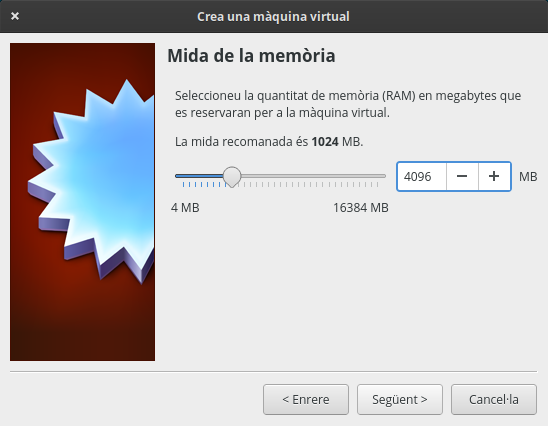 Crea una màquina virtual
Mida de la memòria
Seleccioneu la quantitat de memòria (RAM) en megabytes que
es reservaran per a la màquina virtual.
La mida recomanada és 1024 MB.
4096 MB
4 MB 16384 MB
< Enrere Següent > Cancel·la